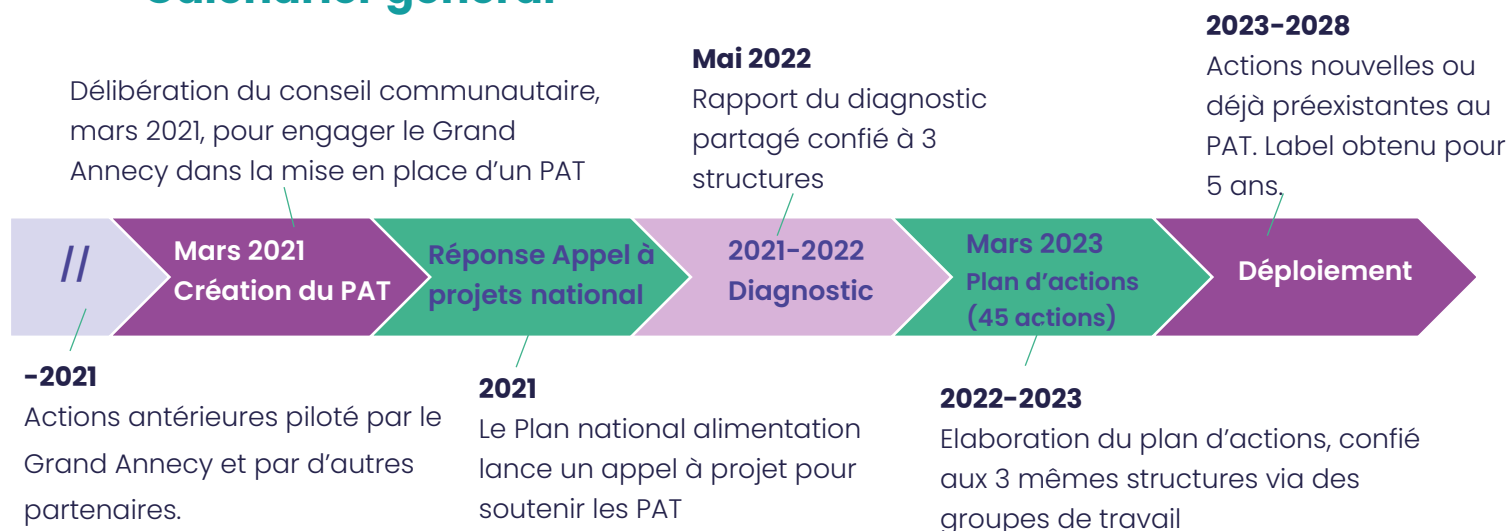 Calendrier général
2023-2028
Actions nouvelles ou
déjà préexistantes au
PAT. Label obtenu pour
5 ans.
Mai 2022
Rapport du diagnostic
partagé confié à 3
structures
Délibération du conseil communautaire,
mars 2021, pour engager le Grand
Annecy dans la mise en place d’un PAT
//
Mars 2021
Création du PAT
Réponse Appel à
projets national
2021-2022
Diagnostic
Mars 2023
Plan d’actions
(45 actions)
Déploiement
-2021
Actions antérieures piloté par le
Grand Annecy et par d’autres
partenaires.
2021
Le Plan national alimentation
lance un appel à projet pour
soutenir les PAT
2022-2023
Elaboration du plan d’actions, confié
aux 3 mêmes structures via des
groupes de travail